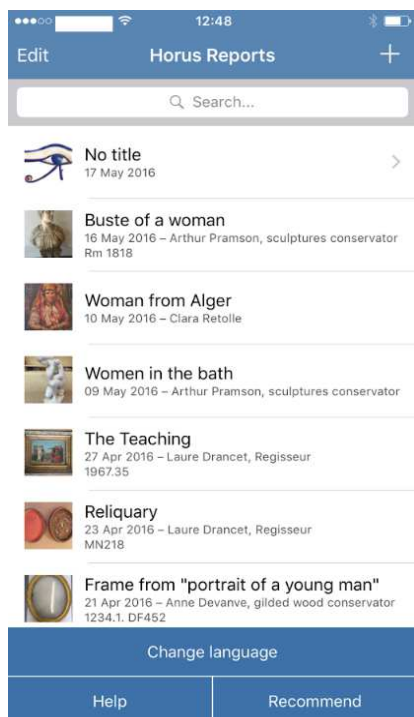 12:48
Edit
Horus Reports
+
Search...
No title
17 May 2016
Buste of a woman
16 May 2016 – Arthur Pramson, sculptures conservator
Rm 1818
Woman from Alger
10 May 2016 – Clara Retolle
Women in the bath
09 May 2016 – Arthur Pramson, sculptures conservator
The Teaching
27 Apr 2016 – Laure Drancet, Regisseur
1967.35
Reliquary
23 Apr 2016 – Laure Drancet, Regisseur
MN218
Frame from "portrait of a young man"
21 Apr 2016 – Anne Devanve, gilded wood conservator
1234.1. DF452
Change language
Help
Recommend